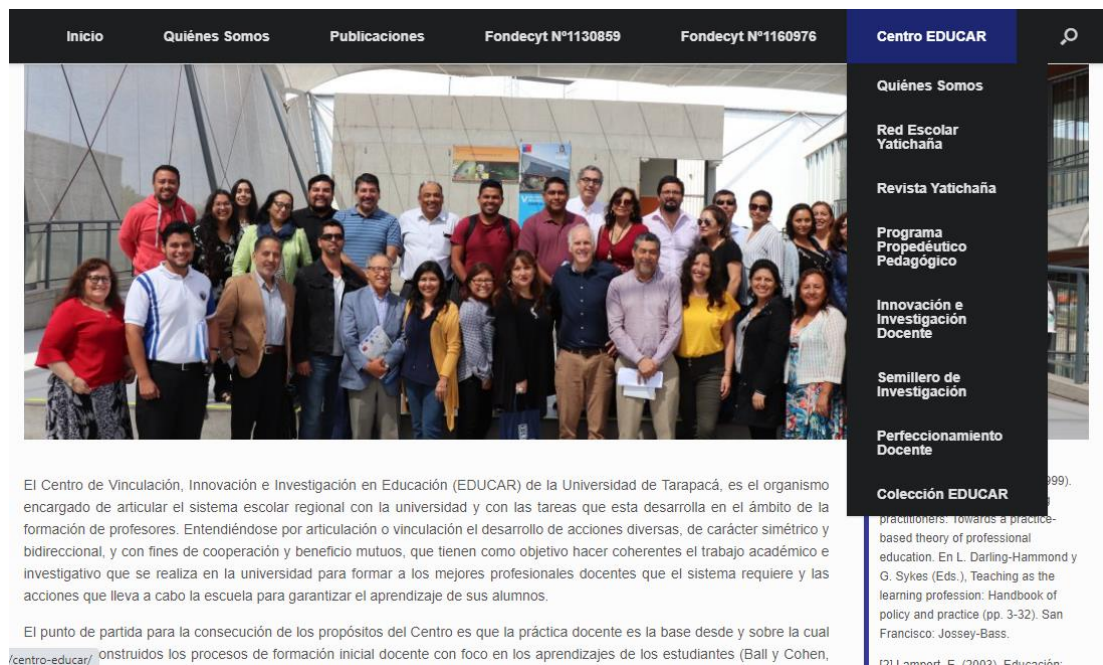 Inicio Quiénes Somos Publicaciones Fondecyt Nº1130859 Fondecyt Nº1160976 Centro EDUCAR
Quiénes Somos
Red Escolar
Yatichaña
Revista Yatichaña
Programa
Propedéutico
Pedagógico
Innovación e
Investigación
Docente
Semillero de
Investigación
Perfeccionamiento
Docente
Colección EDUCAR
El Centro de Vinculación, Innovación e Investigación en Educación (EDUCAR) de la Universidad de Tarapacá, es el organismo
encargado de articular el sistema escolar regional con la universidad y con las tareas que esta desarrolla en el ámbito de la
formación de profesores. Entendiéndose por articulación o vinculación el desarrollo de acciones diversas, de carácter simétrico y
bidireccional, y con fines de cooperación y beneficio mutuos, que tienen como objetivo hacer coherentes el trabajo académico e
investigativo que se realiza en la universidad para formar a los mejores profesionales docentes que el sistema requiere y las
acciones que lleva a cabo la escuela para garantizar el aprendizaje de sus alumnos.
El punto de partida para la consecución de los propósitos del Centro es que la práctica docente es la base desde y sobre la cual
onstruidos los procesos de formación inicial docente con foco en los aprendizajes de los estudiantes (Ball y Cohen,
/centro-educar/
999).
practitioners: Towards a practice-
based theory of professional
education. En L. Darling-Hammond y
G. Sykes (Eds.), Teaching as the
learning profession: Handbook of
policy and practice (pp. 3-32). San
Francisco: Jossey-Bass.
[2] Lampert, E. (2003). Educación: